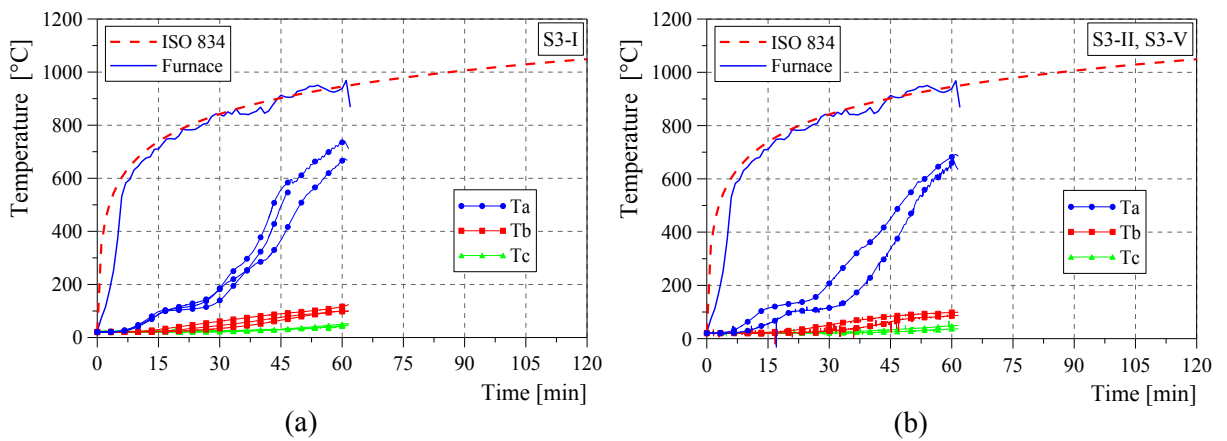 1200
1000
800
600
400
200
0
Temperature [°C]
ISO 834
Furnace
S3-I
Ta
Tb
Tc
0 15 30 45 60 75 90 105 120
Time [min]
(a)
1200
1000
800
600
400
200
0
Temperature [°C]
ISO 834
Furnace
S3-II, S3-V
Ta
Tb
Tc
0 15 30 45 60 75 90 105 120
Time [min]
(b)